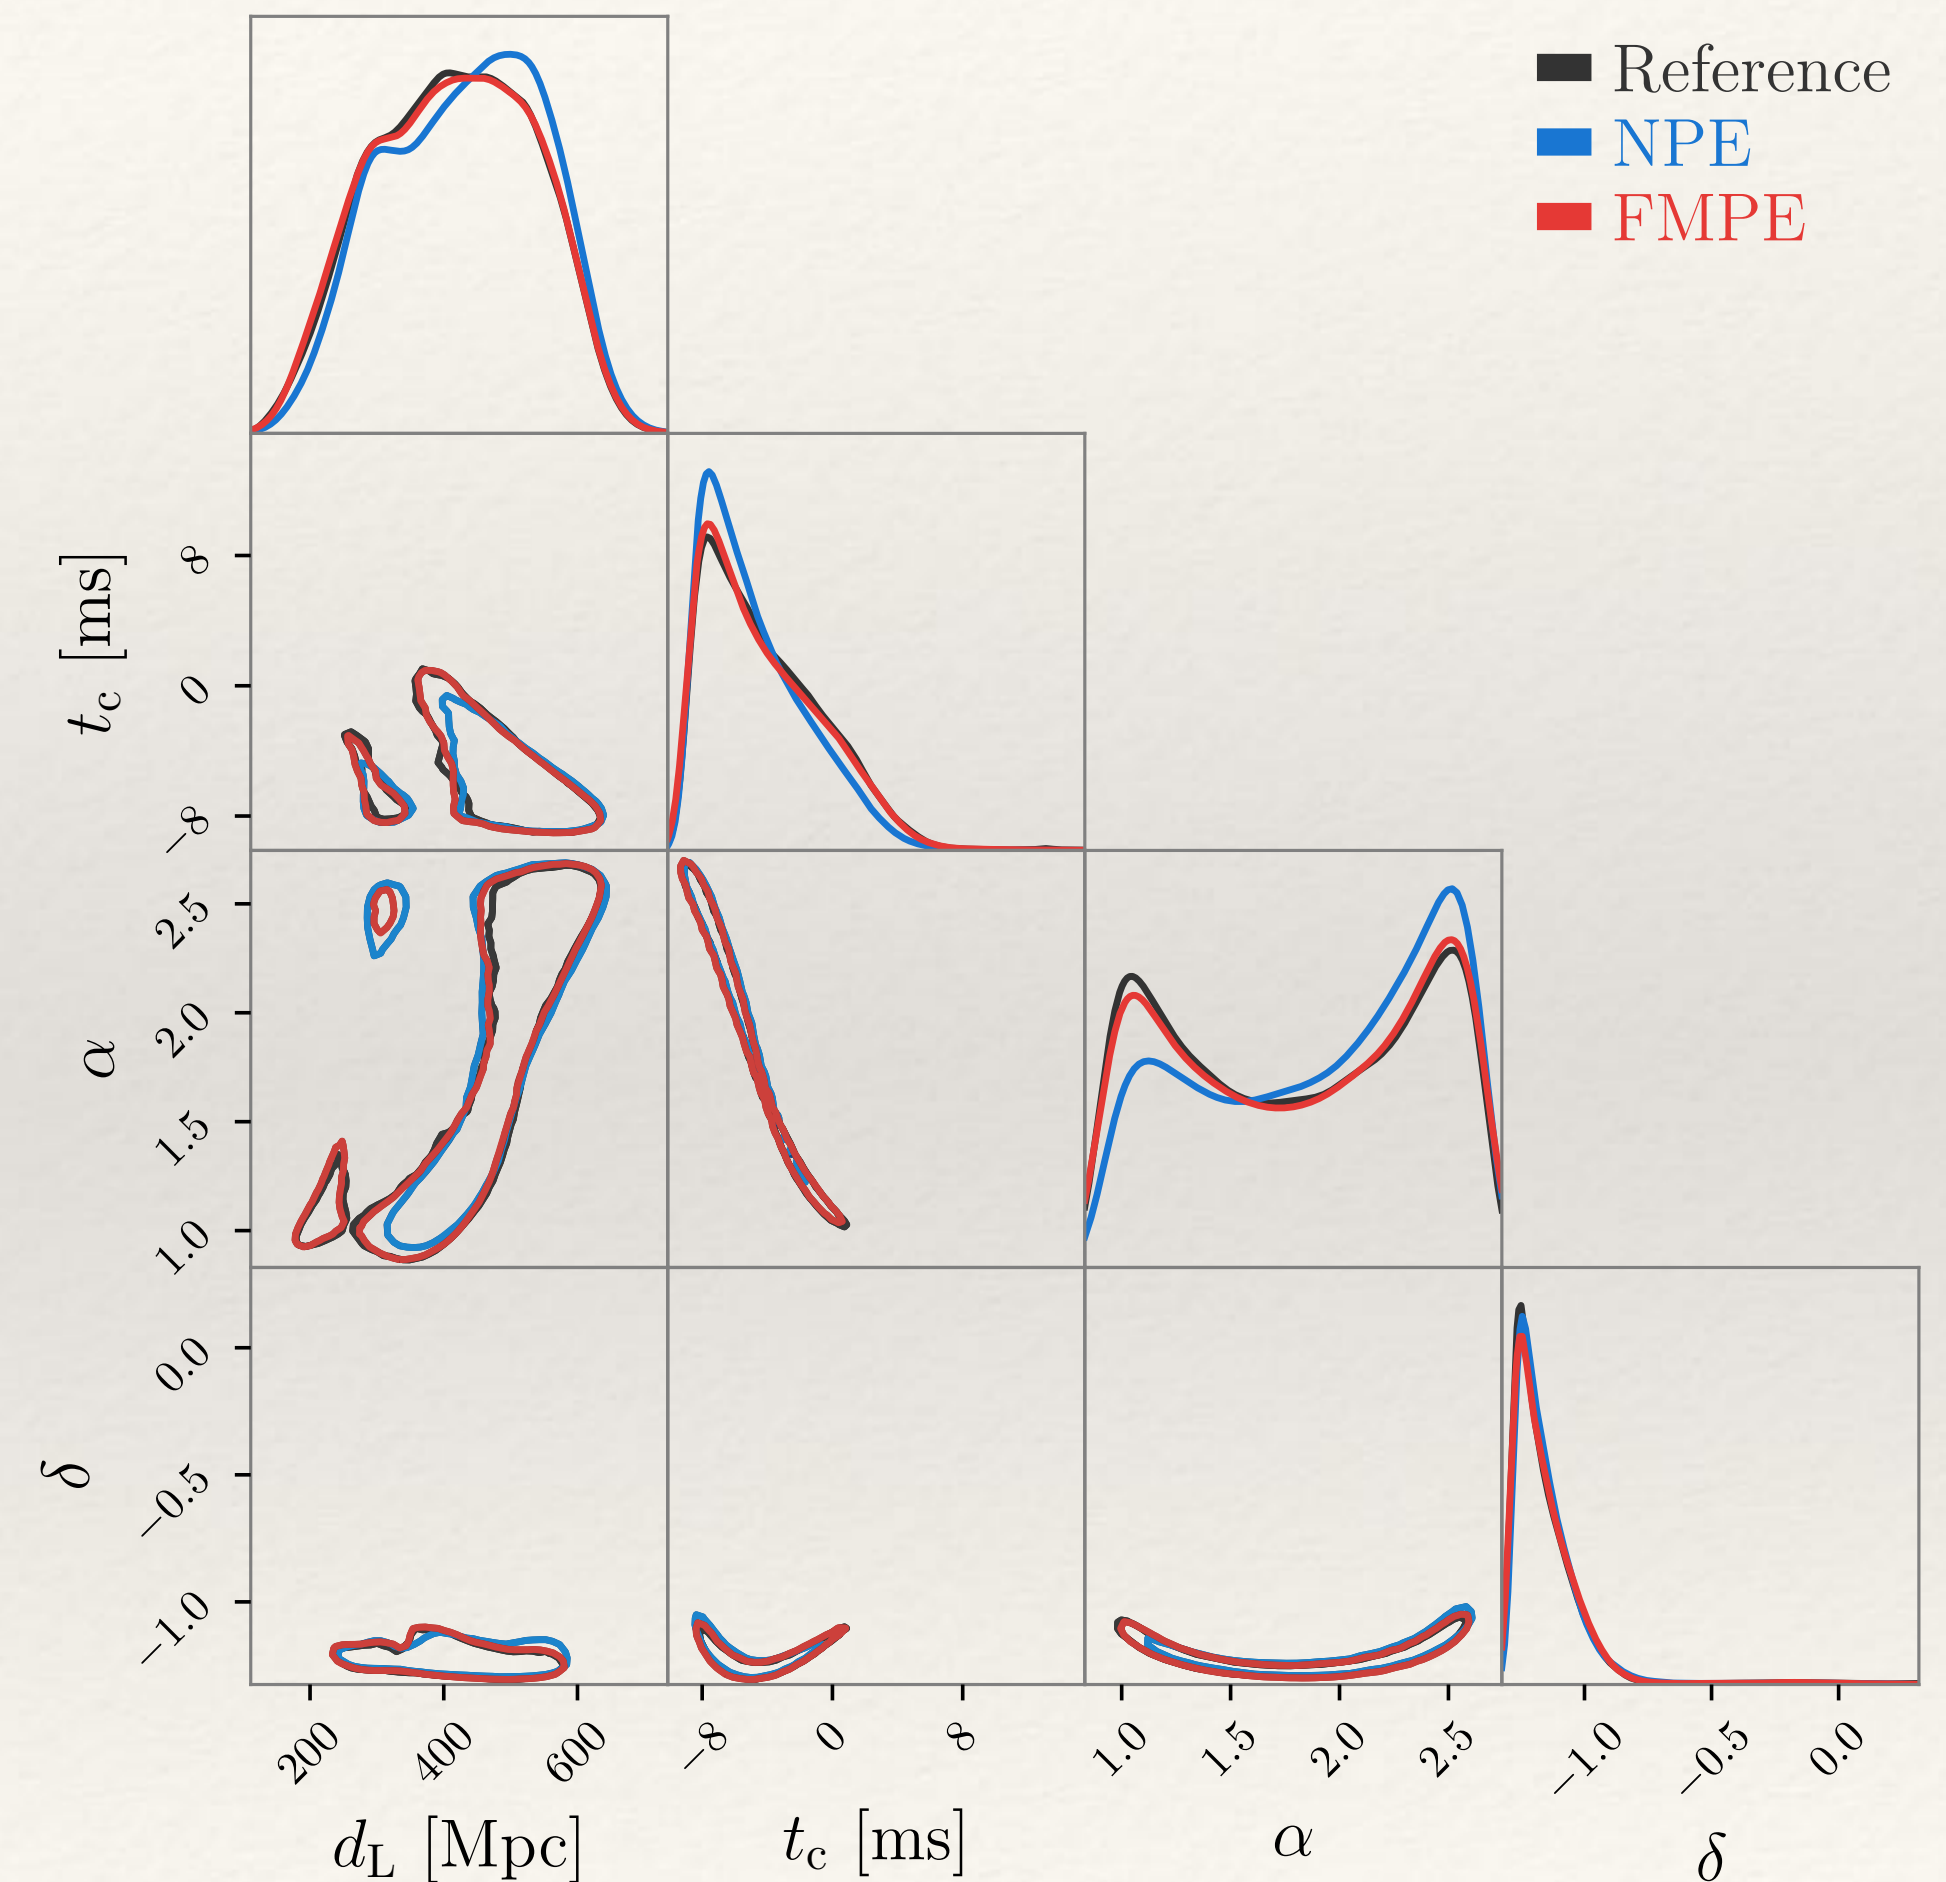 Reference
NPE
FMPE
t_c [ms]
8
0
−8
α
2.5
2.0
1.5
1.0
δ
0.0
−0.5
−1.0
200 400 600 −8 0 8 1.0 1.5 2.0 2.5 −1.0 −0.5 0.0
d_L [Mpc] t_c [ms] α δ